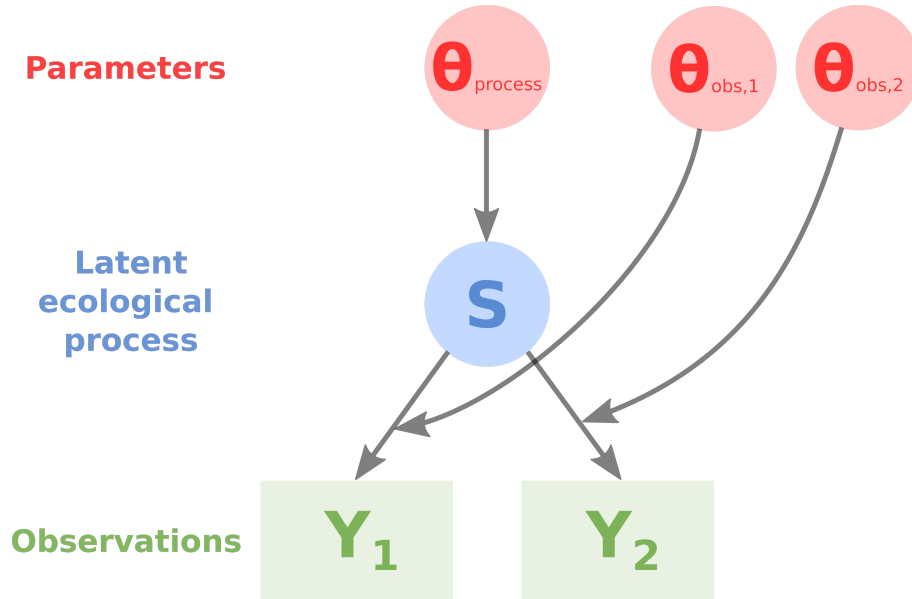 Parameters
θprocess
θobs,1
θobs,2
Latent
ecological
process
S
Observations
Y1
Y2